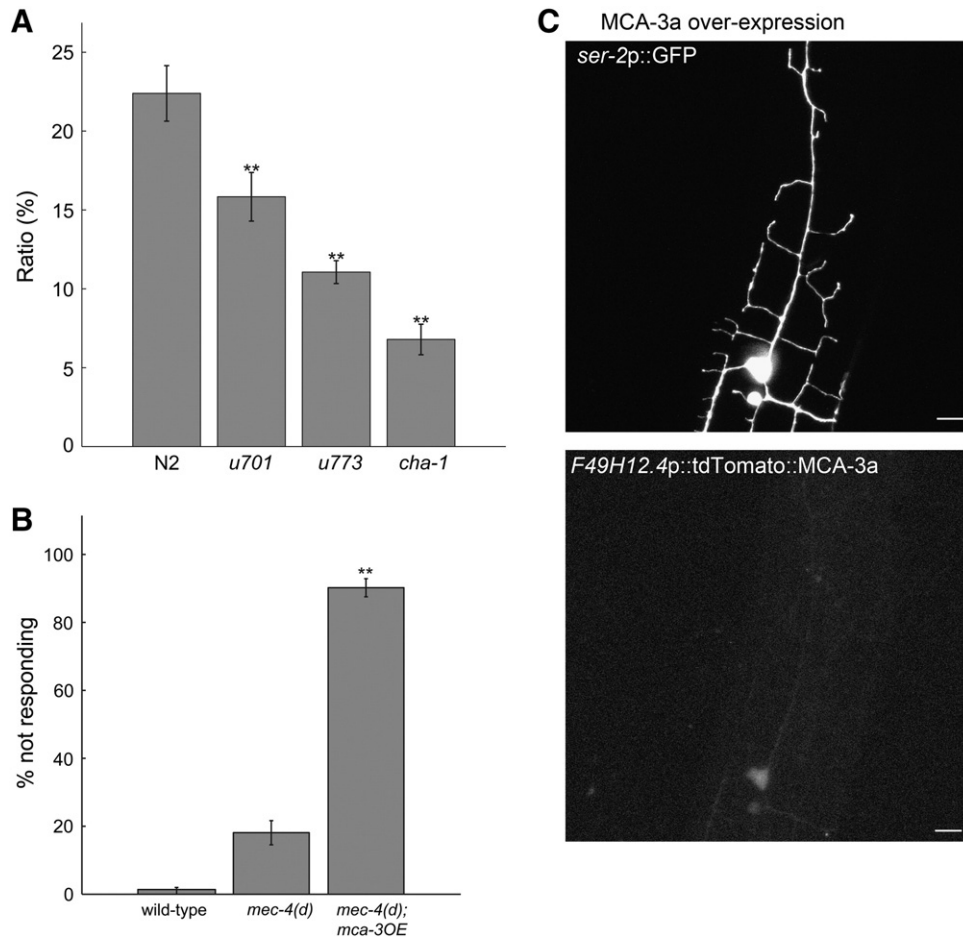 A
Ratio (%)
25
20
15
10
5
0
**
**
**
N2
u701
u773
cha-1
B
% not responding
100
80
60
40
20
0
**
wild-type
mec-4(d)
mec-4(d);
mca-3OE
C
MCA-3a over-expression
ser-2p::GFP
F49H12.4p::tdTomato::MCA-3a